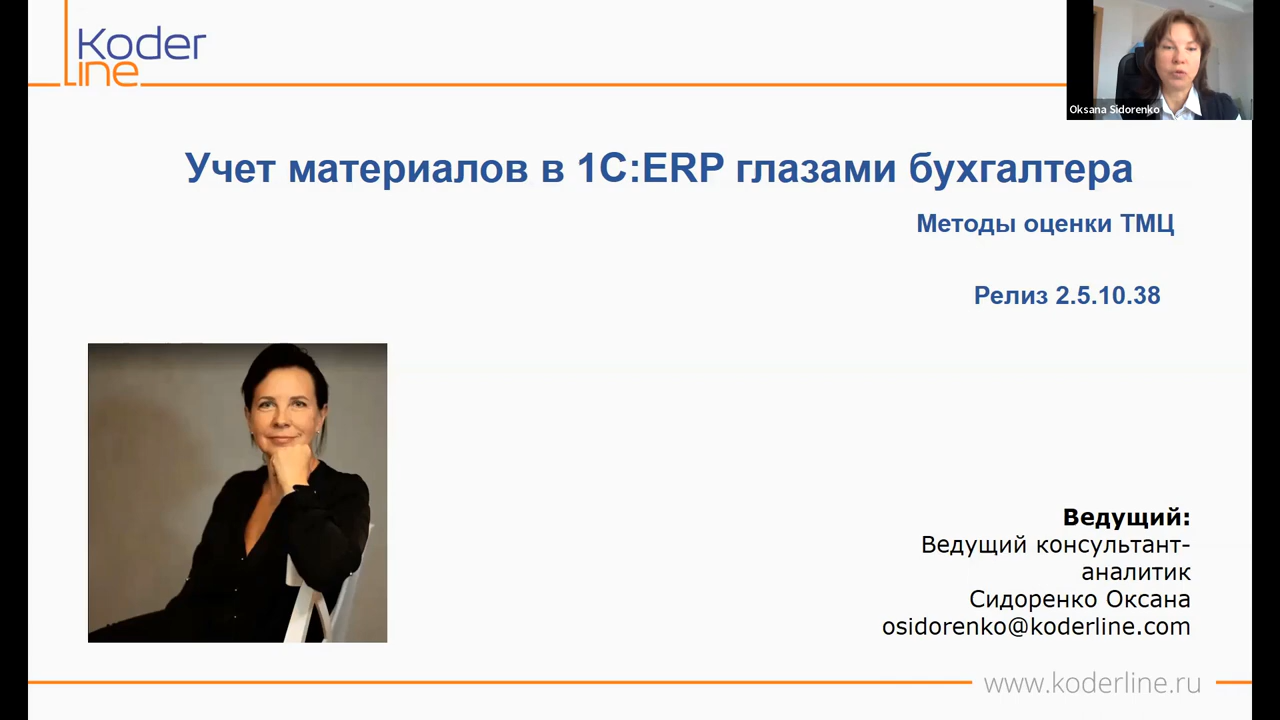 Koder
Line
Oksana Sidorenko
Учет материалов в 1С:ERP глазами бухгалтера
Методы оценки ТМЦ
Релиз 2.5.10.38
Ведущий:
Ведущий консультант-
аналитик
Сидоренко Оксана
osidorenko@koderline.com
www.koderline.ru